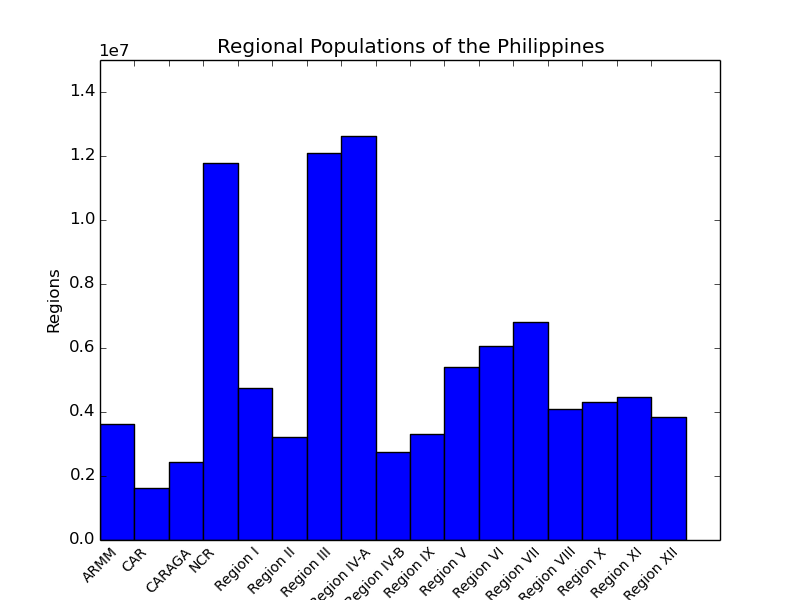 Regional Populations of the Philippines
1e7
1.4
1.2
1.0
0.8
0.6
0.4
0.2
0.0
Regions
ARMM
CAR
CARAGA
NCR
Region I
Region II
Region III
Region IV-A
Region IV-B
Region IX
Region V
Region VI
Region VII
Region VIII
Region X
Region XI
Region XII